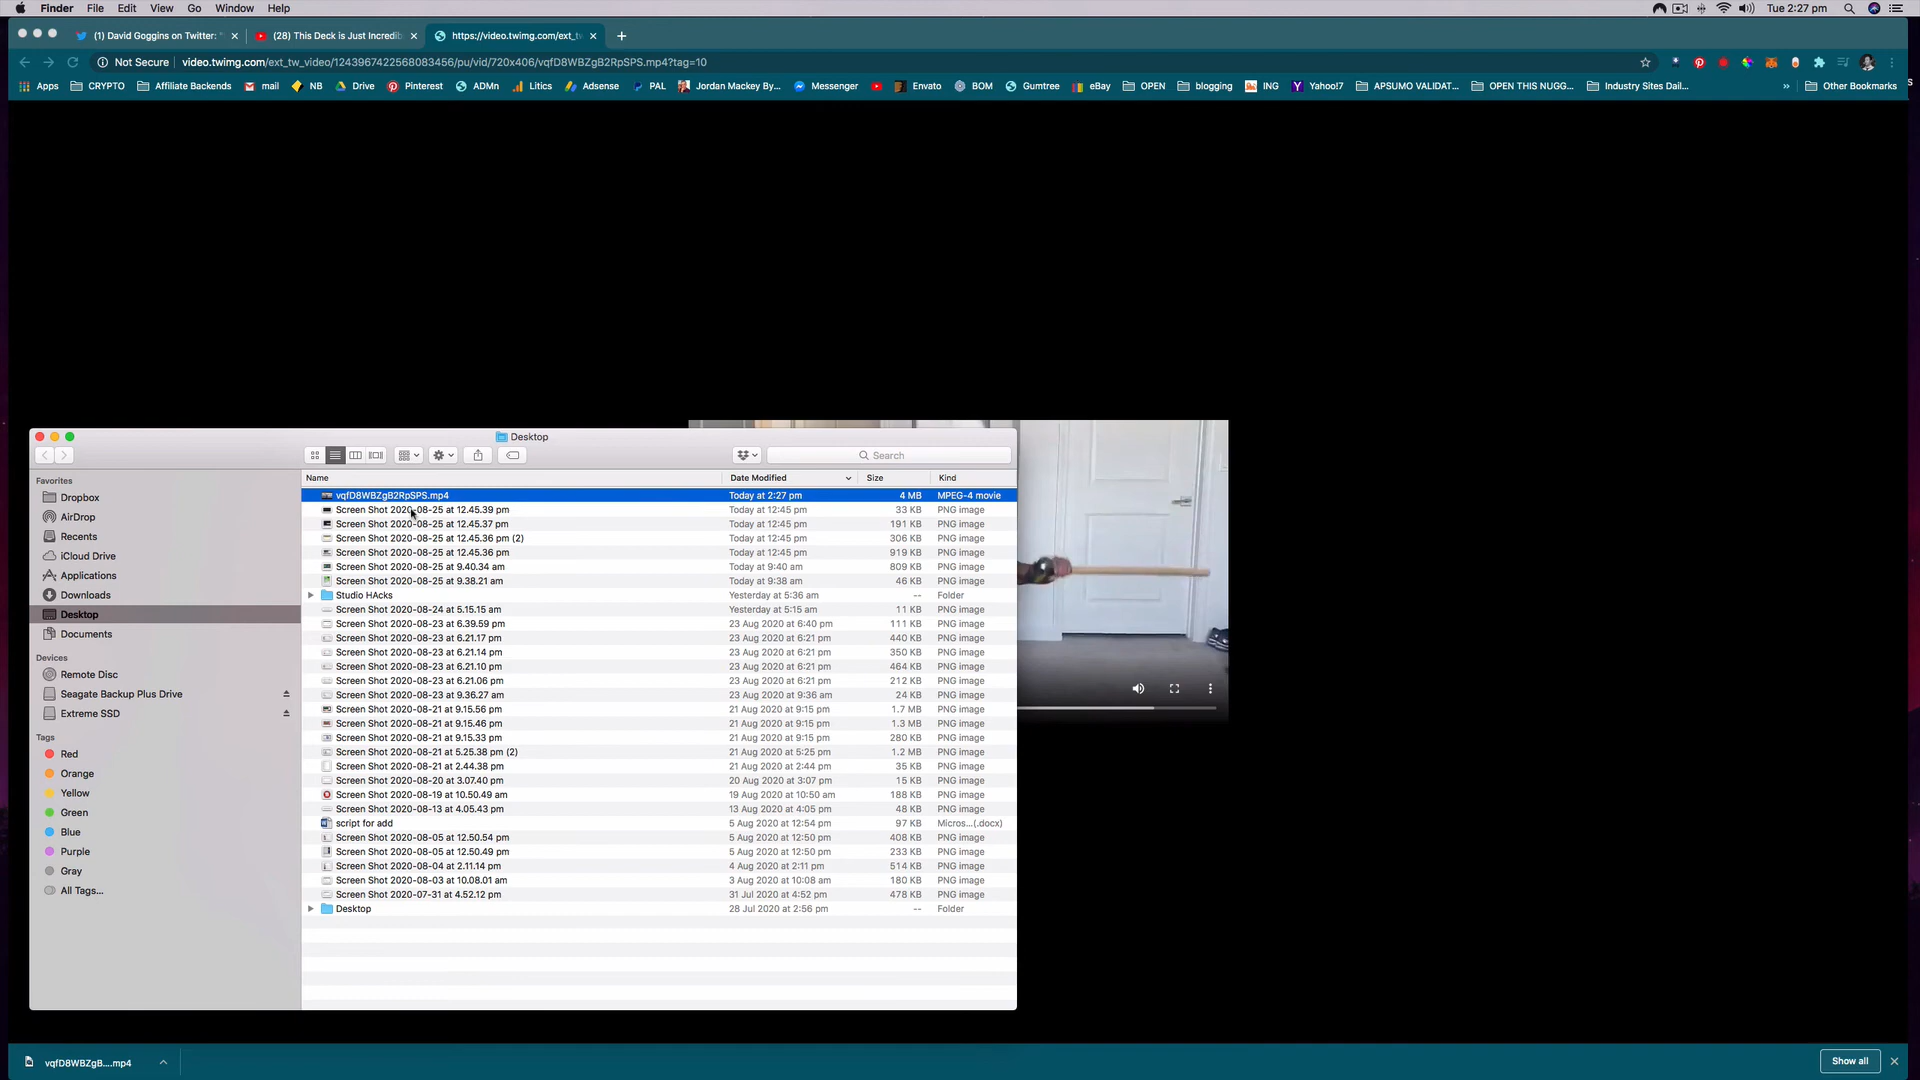 Finder File Edit View Go Window Help Tue 2:27 pm
(1) David Goggins on Twitter: " (28) This Deck is Just Incredib https://video.twimg.com/ext_tw
Not Secure video.twimg.com/ext_tw_video/1243967422568083456/pu/vid/720x406/vqfD8WBZgB2RpSPS.mp4?tag=10
Apps CRYPTO Affiliate Backends mail NB Drive Pinterest ADMn Litics Adsense PAL Jordan Mackey By... Messenger Envato BOM Gumtree eBay OPEN blogging ING Yahoo!7 APSUMO VALIDAT... OPEN THIS NUGG... Industry Sites Dail... » Other Bookmarks
Desktop
Search
Favorites
Dropbox
AirDrop
Recents
iCloud Drive
Applications
Downloads
Desktop
Documents
Devices
Remote Disc
Seagate Backup Plus Drive
Extreme SSD
Tags
Red
Orange
Yellow
Green
Blue
Purple
Gray
All Tags...
Name Date Modified Size Kind
vqfD8WBZgB2RpSPS.mp4 Today at 2:27 pm 4 MB MPEG-4 movie
Screen Shot 2020-08-25 at 12.45.39 pm Today at 12:45 pm 33 KB PNG image
Screen Shot 2020-08-25 at 12.45.37 pm Today at 12:45 pm 191 KB PNG image
Screen Shot 2020-08-25 at 12.45.36 pm (2) Today at 12:45 pm 306 KB PNG image
Screen Shot 2020-08-25 at 12.45.36 pm Today at 12:45 pm 919 KB PNG image
Screen Shot 2020-08-25 at 9.40.34 am Today at 9:40 am 809 KB PNG image
Screen Shot 2020-08-25 at 9.38.21 am Today at 9:38 am 46 KB PNG image
Studio HAcks Yesterday at 5:36 am -- Folder
Screen Shot 2020-08-24 at 5.15.15 am Yesterday at 5:15 am 11 KB PNG image
Screen Shot 2020-08-23 at 6.39.59 pm 23 Aug 2020 at 6:40 pm 111 KB PNG image
Screen Shot 2020-08-23 at 6.21.17 pm 23 Aug 2020 at 6:21 pm 440 KB PNG image
Screen Shot 2020-08-23 at 6.21.14 pm 23 Aug 2020 at 6:21 pm 350 KB PNG image
Screen Shot 2020-08-23 at 6.21.10 pm 23 Aug 2020 at 6:21 pm 464 KB PNG image
Screen Shot 2020-08-23 at 6.21.06 pm 23 Aug 2020 at 6:21 pm 212 KB PNG image
Screen Shot 2020-08-23 at 9.36.27 am 23 Aug 2020 at 9:36 am 24 KB PNG image
Screen Shot 2020-08-21 at 9.15.56 pm 21 Aug 2020 at 9:15 pm 1.7 MB PNG image
Screen Shot 2020-08-21 at 9.15.46 pm 21 Aug 2020 at 9:15 pm 1.3 MB PNG image
Screen Shot 2020-08-21 at 9.15.33 pm 21 Aug 2020 at 9:15 pm 280 KB PNG image
Screen Shot 2020-08-21 at 5.25.38 pm (2) 21 Aug 2020 at 5:25 pm 1.2 MB PNG image
Screen Shot 2020-08-21 at 2.44.38 pm 21 Aug 2020 at 2:44 pm 35 KB PNG image
Screen Shot 2020-08-20 at 3.07.40 pm 20 Aug 2020 at 3:07 pm 15 KB PNG image
Screen Shot 2020-08-19 at 10.50.49 am 19 Aug 2020 at 10:50 am 188 KB PNG image
Screen Shot 2020-08-13 at 4.05.43 pm 13 Aug 2020 at 4:05 pm 48 KB PNG image
script for add 5 Aug 2020 at 12:54 pm 97 KB Micros...(.docx)
Screen Shot 2020-08-05 at 12.50.54 pm 5 Aug 2020 at 12:50 pm 408 KB PNG image
Screen Shot 2020-08-05 at 12.50.49 pm 5 Aug 2020 at 12:50 pm 233 KB PNG image
Screen Shot 2020-08-04 at 2.11.14 pm 4 Aug 2020 at 2:11 pm 514 KB PNG image
Screen Shot 2020-08-03 at 10.08.01 am 3 Aug 2020 at 10:08 am 180 KB PNG image
Screen Shot 2020-07-31 at 4.52.12 pm 31 Jul 2020 at 4:52 pm 478 KB PNG image
Desktop 28 Jul 2020 at 2:56 pm -- Folder
vqfD8WBZgB....mp4 Show all